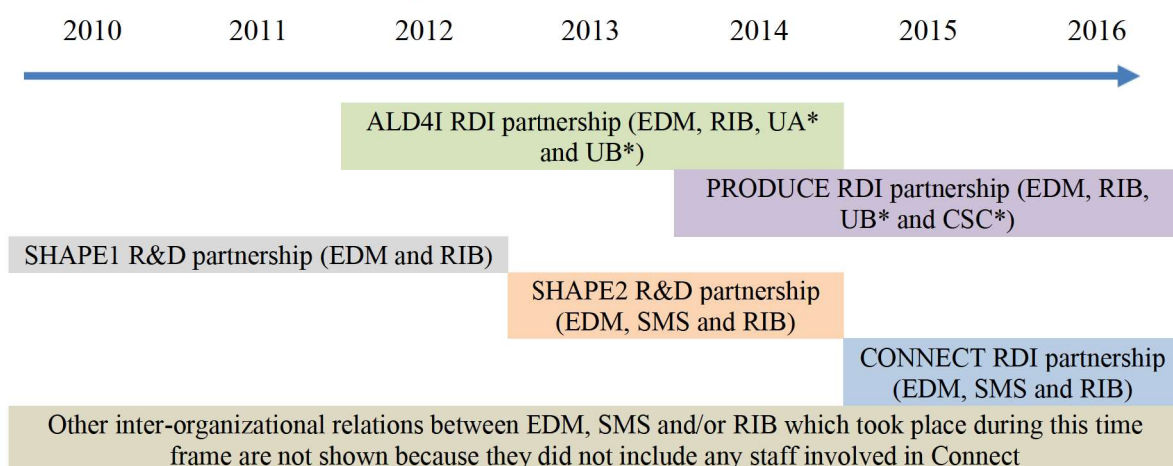 2010 2011 2012 2013 2014 2015 2016
ALD4I RDI partnership (EDM, RIB, UA*
and UB*)
PRODUCE RDI partnership (EDM, RIB,
UB* and CSC*)
SHAPE1 R&D partnership (EDM and RIB)
SHAPE2 R&D partnership
(EDM, SMS and RIB)
CONNECT RDI partnership
(EDM, SMS and RIB)
Other inter-organizational relations between EDM, SMS and/or RIB which took place during this time
frame are not shown because they did not include any staff involved in Connect